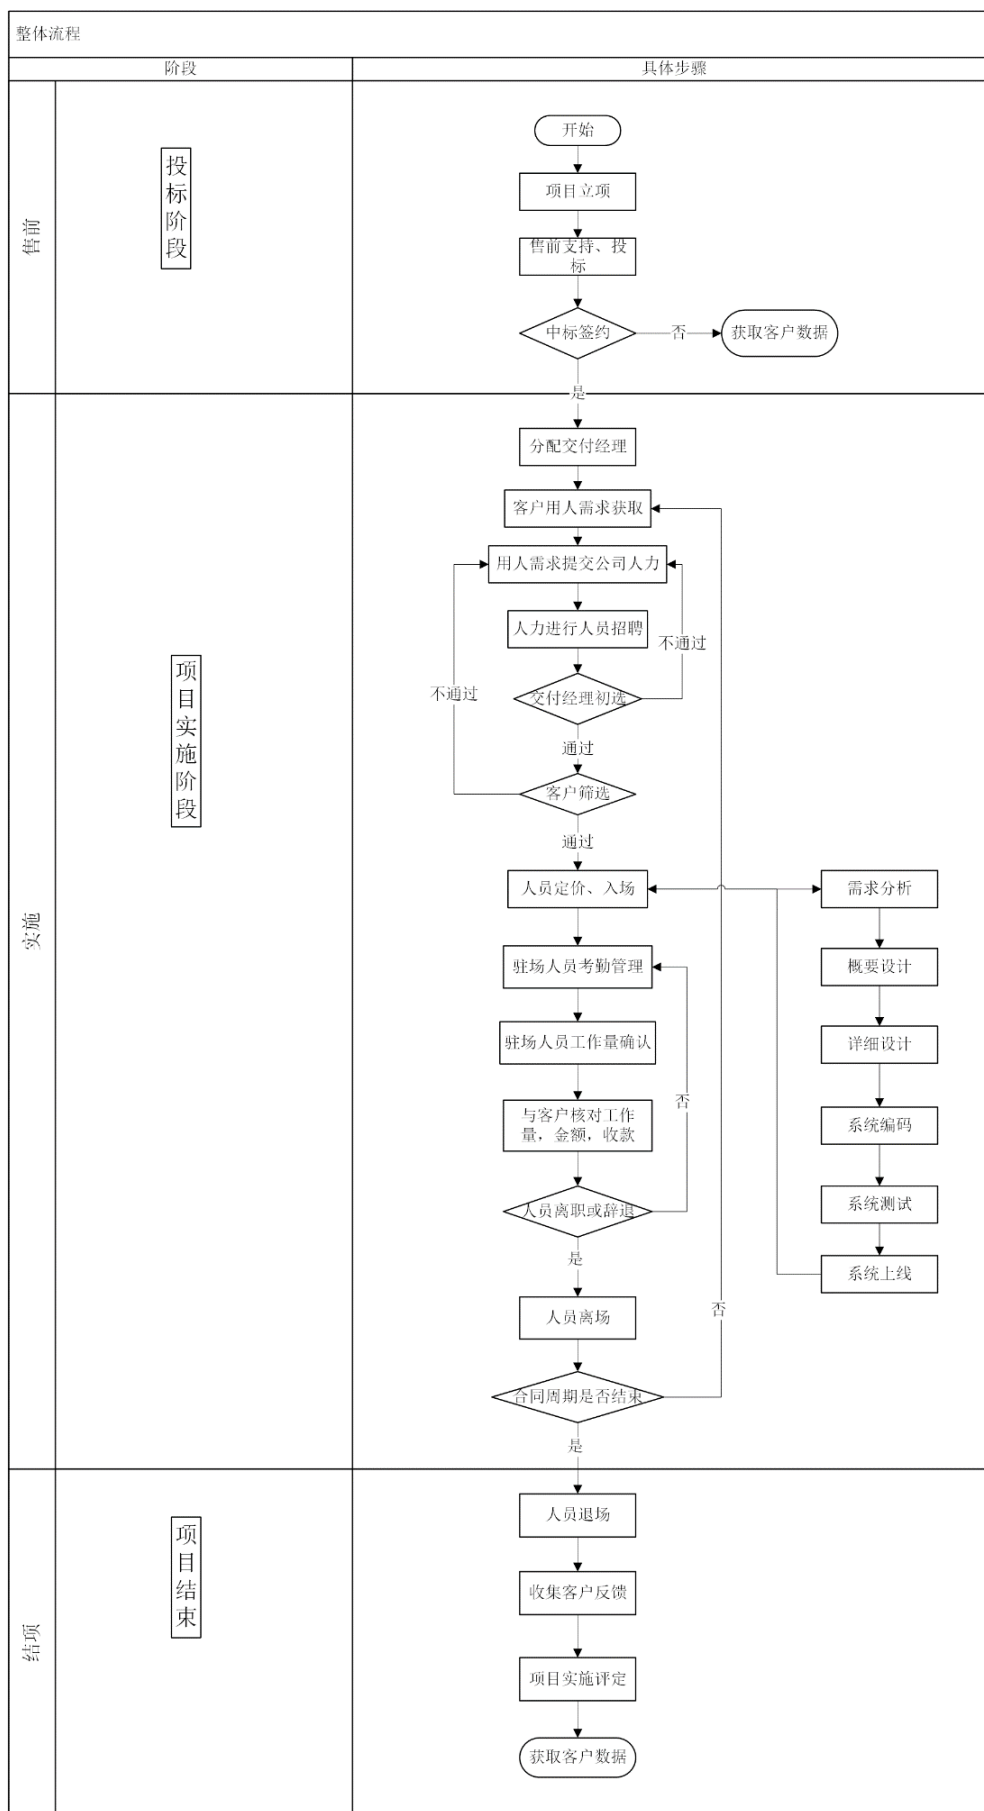 整体流程
阶段
具体步骤
售前
投标阶段
开始
项目立项
售前支持、投
标
中标签约
否
获取客户数据
是
实施
项目实施阶段
分配交付经理
客户用人需求获取
用人需求提交公司人力
人力进行人员招聘
不通过
交付经理初选
不通过
通过
客户筛选
通过
人员定价、入场
需求分析
驻场人员考勤管理
概要设计
驻场人员工作量确认
详细设计
否
与客户核对工作
量，金额，收款
系统编码
人员离职或辞退
系统测试
是
系统上线
人员离场
否
合同周期是否结束
是
结项
项目结束
人员退场
收集客户反馈
项目实施评定
获取客户数据